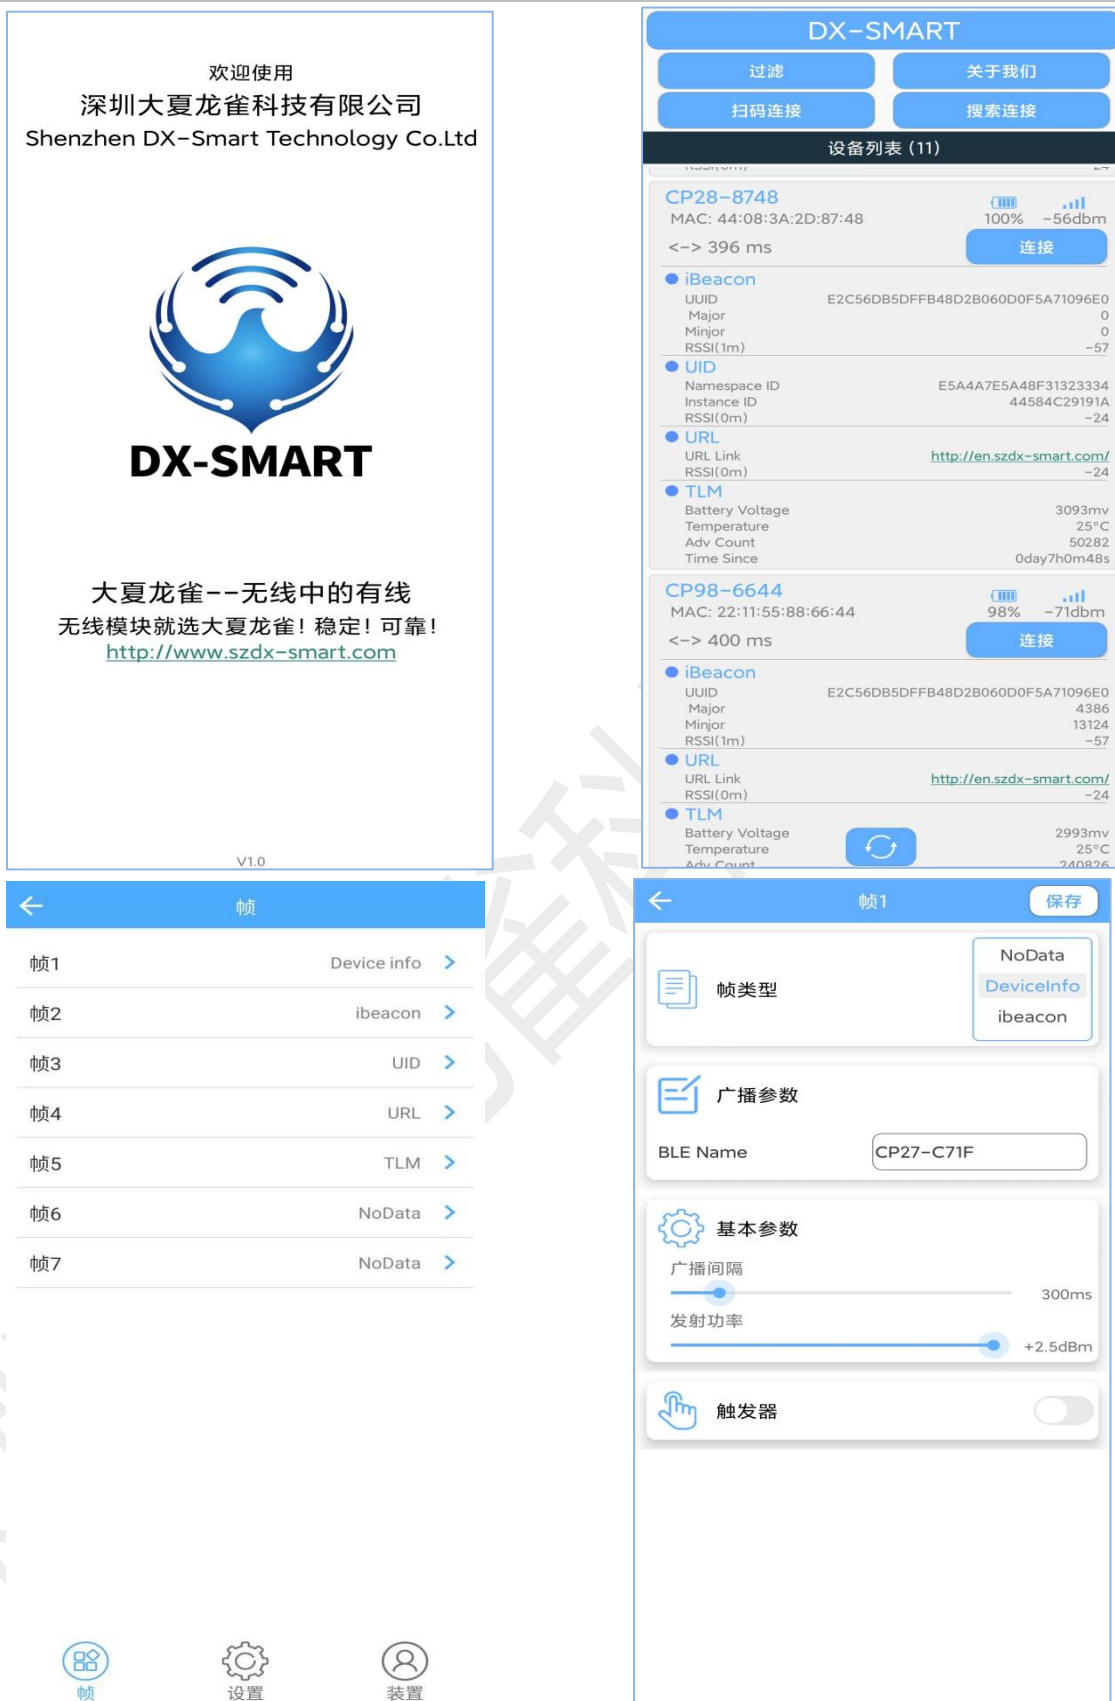 欢迎使用
深圳大夏龙雀科技有限公司
Shenzhen DX-Smart Technology Co.Ltd
DX-SMART
大夏龙雀--无线中的有线
无线模块就选大夏龙雀！稳定！可靠！
http://www.szdx-smart.com
V1.0
DX-SMART
过滤 关于我们
扫码连接 搜索连接
设备列表 (11)
RSSI(0m) -24
CP28-8748
MAC: 44:08:3A:2D:87:48 100% -56dbm
<-> 396 ms 连接
iBeacon
UUID E2C56DB5DFFB48D2B060D0F5A71096E0
Major 0
Minjor 0
RSSI(1m) -57
UID
Namespace ID E5A4A7E5A48F31323334
Instance ID 44584C29191A
RSSI(0m) -24
URL
URL Link http://en.szdx-smart.com/
RSSI(0m) -24
TLM
Battery Voltage 3093mv
Temperature 25°C
Adv Count 50282
Time Since 0day7h0m48s
CP98-6644
MAC: 22:11:55:88:66:44 98% -71dbm
<-> 400 ms 连接
iBeacon
UUID E2C56DB5DFFB48D2B060D0F5A71096E0
Major 4386
Minjor 13124
RSSI(1m) -57
URL
URL Link http://en.szdx-smart.com/
RSSI(0m) -24
TLM
Battery Voltage 2993mv
Temperature 25°C
Adv Count 240826
帧
帧1 Device info
帧2 ibeacon
帧3 UID
帧4 URL
帧5 TLM
帧6 NoData
帧7 NoData
帧 设置 装置
帧1 保存
NoData
帧类型 DeviceInfo
ibeacon
广播参数
BLE Name CP27-C71F
基本参数
广播间隔
300ms
发射功率
+2.5dBm
触发器